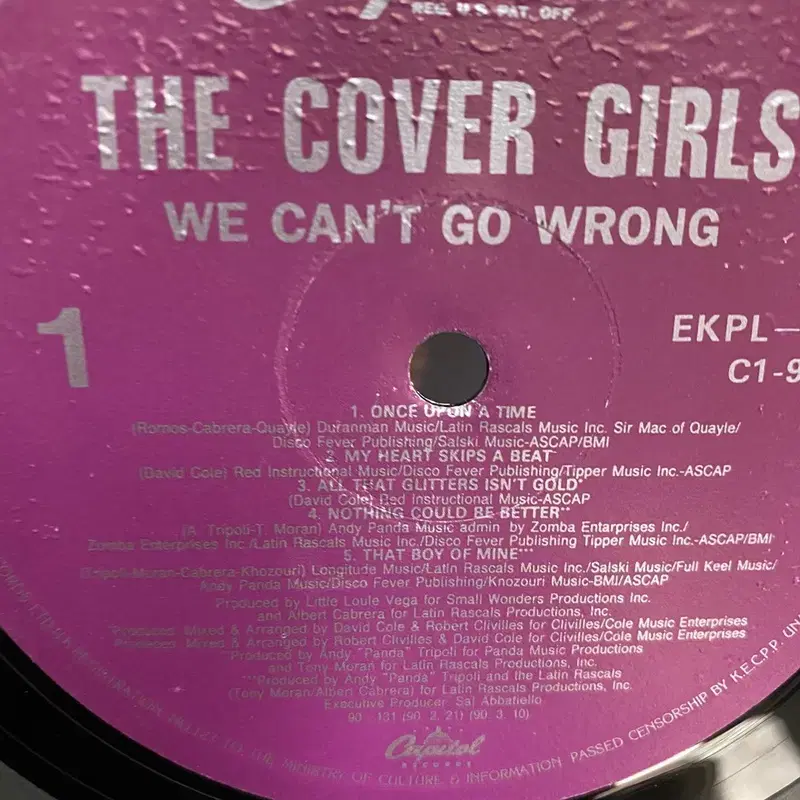 REG. U.S. PAT. OFF.
THE COVER GIRLS
WE CAN'T GO WRONG
1
EKPL—
C1-9
1. ONCE UPON A TIME
(Romos-Cabrera-Quayle) Duranman Music/Latin Rascals Music Inc. Sir Mac of Quayle/
Disco Fever Publishing/Salski Music-ASCAP/BMI
2. MY HEART SKIPS A BEAT
(David Cole) Red Instructional Music/Disco Fever Publishing/Tipper Music Inc.-ASCAP
3. ALL THAT GLITTERS ISN'T GOLD*
(David Cole) Red Instructional Music-ASCAP
4. NOTHING COULD BE BETTER**
(A. Tripoli-T. Moran) Andy Panda Music admin by Zomba Entarprises Inc./
Zomba Enterprises Inc./Latin Rascals Music Inc./Disco Fever Publishing Tipper Music Inc.-ASCAP/BMI
5. THAT BOY OF MINE***
(Tripoli-Moran-Cabrera-Khozouri) Longitude Music/Latin Rascals Music Inc./Salski Music/Full Keel Music/
Andy Panda Music/Disco Fever Publiishing/Knozouri Music-BMI/ASCAP
Produced by Little Loule Vega for Small Wonders Productions Inc.
and Albert Cabrera for Latin Rascals Productions, Inc.
Produced, Mixed & Arranged by David Cole & Robert Clivilles for Clivilles/Cole Music Enterprises
Produced, Mixed & Arranged by Robert Clivilles & David Cole for Clivilles/Cole Music Enterprises
**Produced by Andy "Panda" Tripoli for Panda Music Productions
and Tony Moran for Latin Rascals Productions, Inc.
***Produced by Andy "Panda" Tripoli and the Latin Rascals
(Tony Moran/Albert Cabrera) for Latin Rascals Productions, Inc.
Executive Producer: Sal Abbatiello
90 - 131 (90. 2. 21) (90. 3. 10)
Capitol
RECORDS
TO THE MINISTRY OF CULTURE & INFORMATION PASSED CENSORSHIP BY K.E.C.P.P. UN